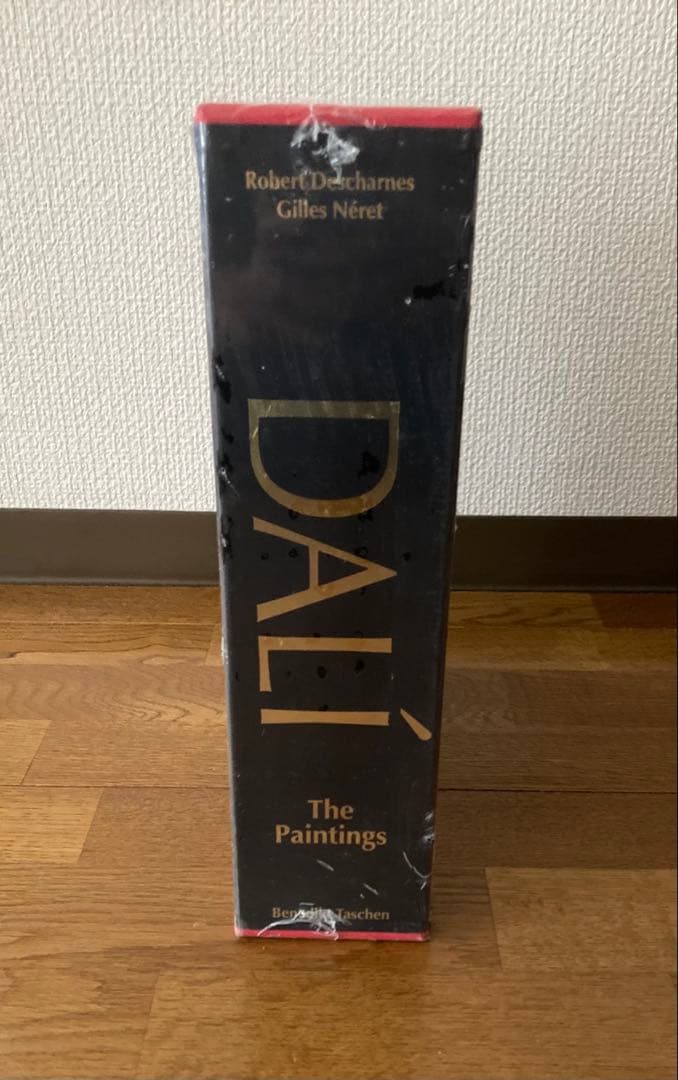 Robert Descharnes
Gilles Néret
DALÍ
The
Paintings
Benedikt Taschen